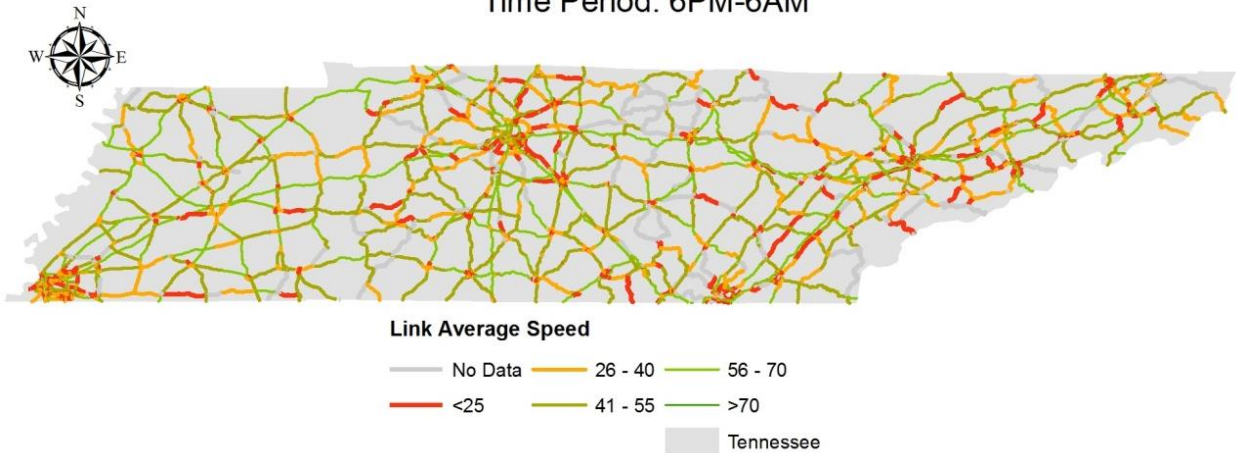 Time Period: 6PM-6AM
N
W E
S
Link Average Speed
No Data 26 - 40 56 - 70
<25 41 - 55 >70
Tennessee